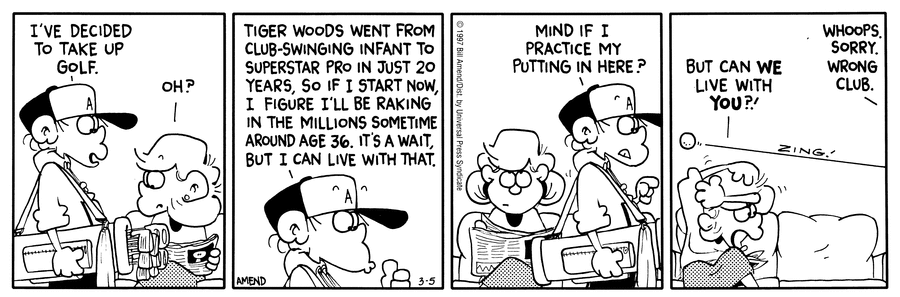 I'VE DECIDED
TO TAKE UP
GOLF.
OH?
A
TIGER WOODS WENT FROM
CLUB-SWINGING INFANT TO
SUPERSTAR PRO IN JUST 20
YEARS, SO IF I START NOW,
I FIGURE I'LL BE RAKING
IN THE MILLIONS SOMETIME
AROUND AGE 36. IT'S A WAIT,
BUT I CAN LIVE WITH THAT.
A
AMEND
3-5
© 1997 Bill Amend/Dist. by Universal Press Syndicate
MIND IF I
PRACTICE MY
PUTTING IN HERE?
A
BUT CAN WE
LIVE WITH
YOU?!
WHOOPS.
SORRY.
WRONG
CLUB.
ZING!